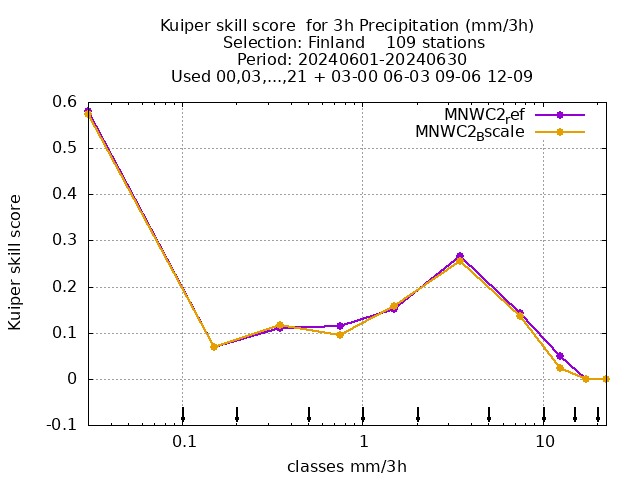 Kuiper skill score  for 3h Precipitation (mm/3h)
Selection: Finland    109 stations
Period: 20240601-20240630
Used 00,03,...,21 + 03-00 06-03 09-06 12-09
MNWC2ref
MNWC2Bscale
Kuiper skill score
0.6
0.5
0.4
0.3
0.2
0.1
0
-0.1
0.1 1 10
classes mm/3h